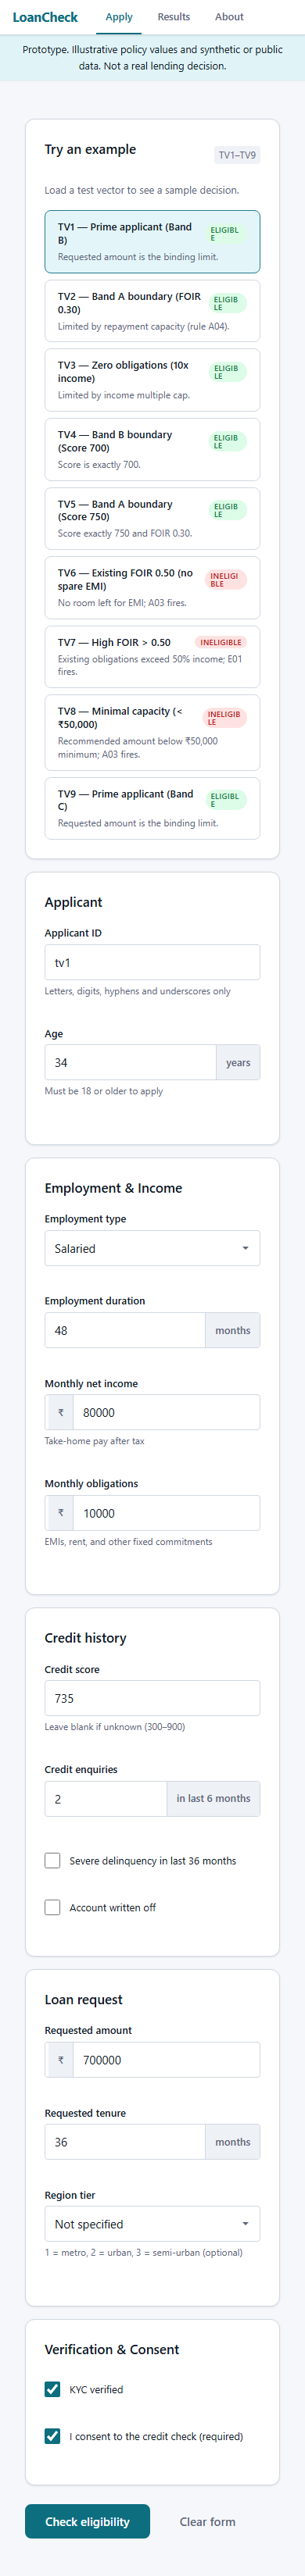 LoanCheck Apply Results About
Prototype. Illustrative policy values and synthetic or public
data. Not a real lending decision.
Try an example
TV1–TV9
Load a test vector to see a sample decision.
TV1 — Prime applicant (Band
B)
ELIGIBL
E
Requested amount is the binding limit.
TV2 — Band A boundary (FOIR
0.30)
ELIGIB
LE
Limited by repayment capacity (rule A04).
TV3 — Zero obligations (10x
income)
ELIGIB
LE
Limited by income multiple cap.
TV4 — Band B boundary
(Score 700)
ELIGIB
LE
Score is exactly 700.
TV5 — Band A boundary
(Score 750)
ELIGIB
LE
Score exactly 750 and FOIR 0.30.
TV6 — Existing FOIR 0.50 (no
spare EMI)
INELIGI
BLE
No room left for EMI; A03 fires.
TV7 — High FOIR > 0.50
INELIGIBLE
Existing obligations exceed 50% income; E01
fires.
TV8 — Minimal capacity (<
₹50,000)
INELIGIB
LE
Recommended amount below ₹50,000
minimum; A03 fires.
TV9 — Prime applicant (Band
C)
ELIGIBL
E
Requested amount is the binding limit.
Applicant
Applicant ID
tv1
Letters, digits, hyphens and underscores only
Age
34 years
Must be 18 or older to apply
Employment & Income
Employment type
Salaried
Employment duration
48 months
Monthly net income
₹ 80000
Take-home pay after tax
Monthly obligations
₹ 10000
EMIs, rent, and other fixed commitments
Credit history
Credit score
735
Leave blank if unknown (300–900)
Credit enquiries
2 in last 6 months
Severe delinquency in last 36 months
Account written off
Loan request
Requested amount
₹ 700000
Requested tenure
36 months
Region tier
Not specified
1 = metro, 2 = urban, 3 = semi-urban (optional)
Verification & Consent
KYC verified
I consent to the credit check (required)
Check eligibility Clear form